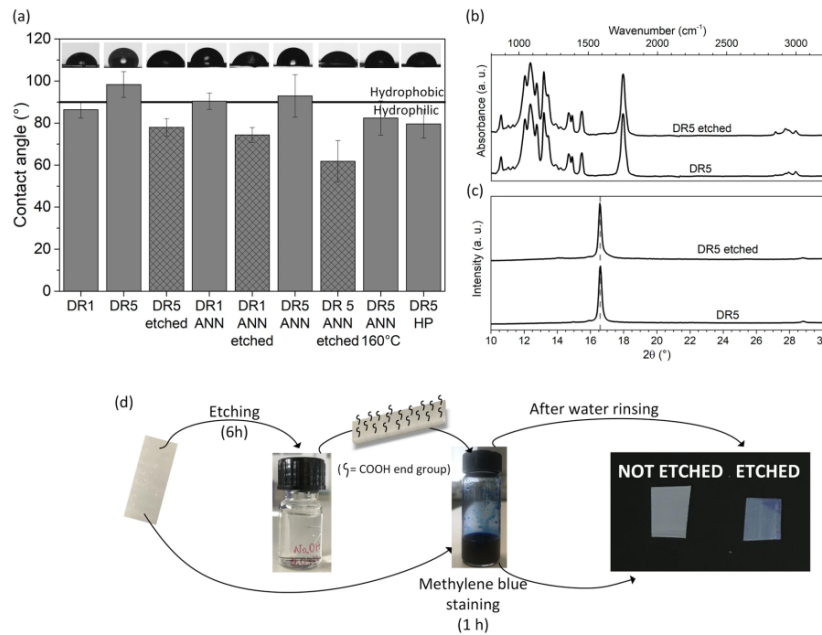 (a)
120
100
80
60
40
20
0
Contact angle (°)
Hydrophobic
Hydrophilic
DR1
DR5
DR5
etched
DR1
ANN
DR1
ANN
etched
DR5
ANN
DR 5
ANN
etched
DR5
ANN
160°C
DR5
HP
(b)
Wavenumber (cm⁻¹)
1000 1500 2000 2500 3000
Absorbance (a. u.)
DR5 etched
DR5
(c)
Intensity (a. u.)
DR5 etched
DR5
10 12 14 16 18 20 22 24 26 28 30
2θ (°)
(d)
Etching
(6h)
(ʢ= COOH end group)
NaOH
Methylene blue
staining
(1 h)
After water rinsing
NOT ETCHED ETCHED